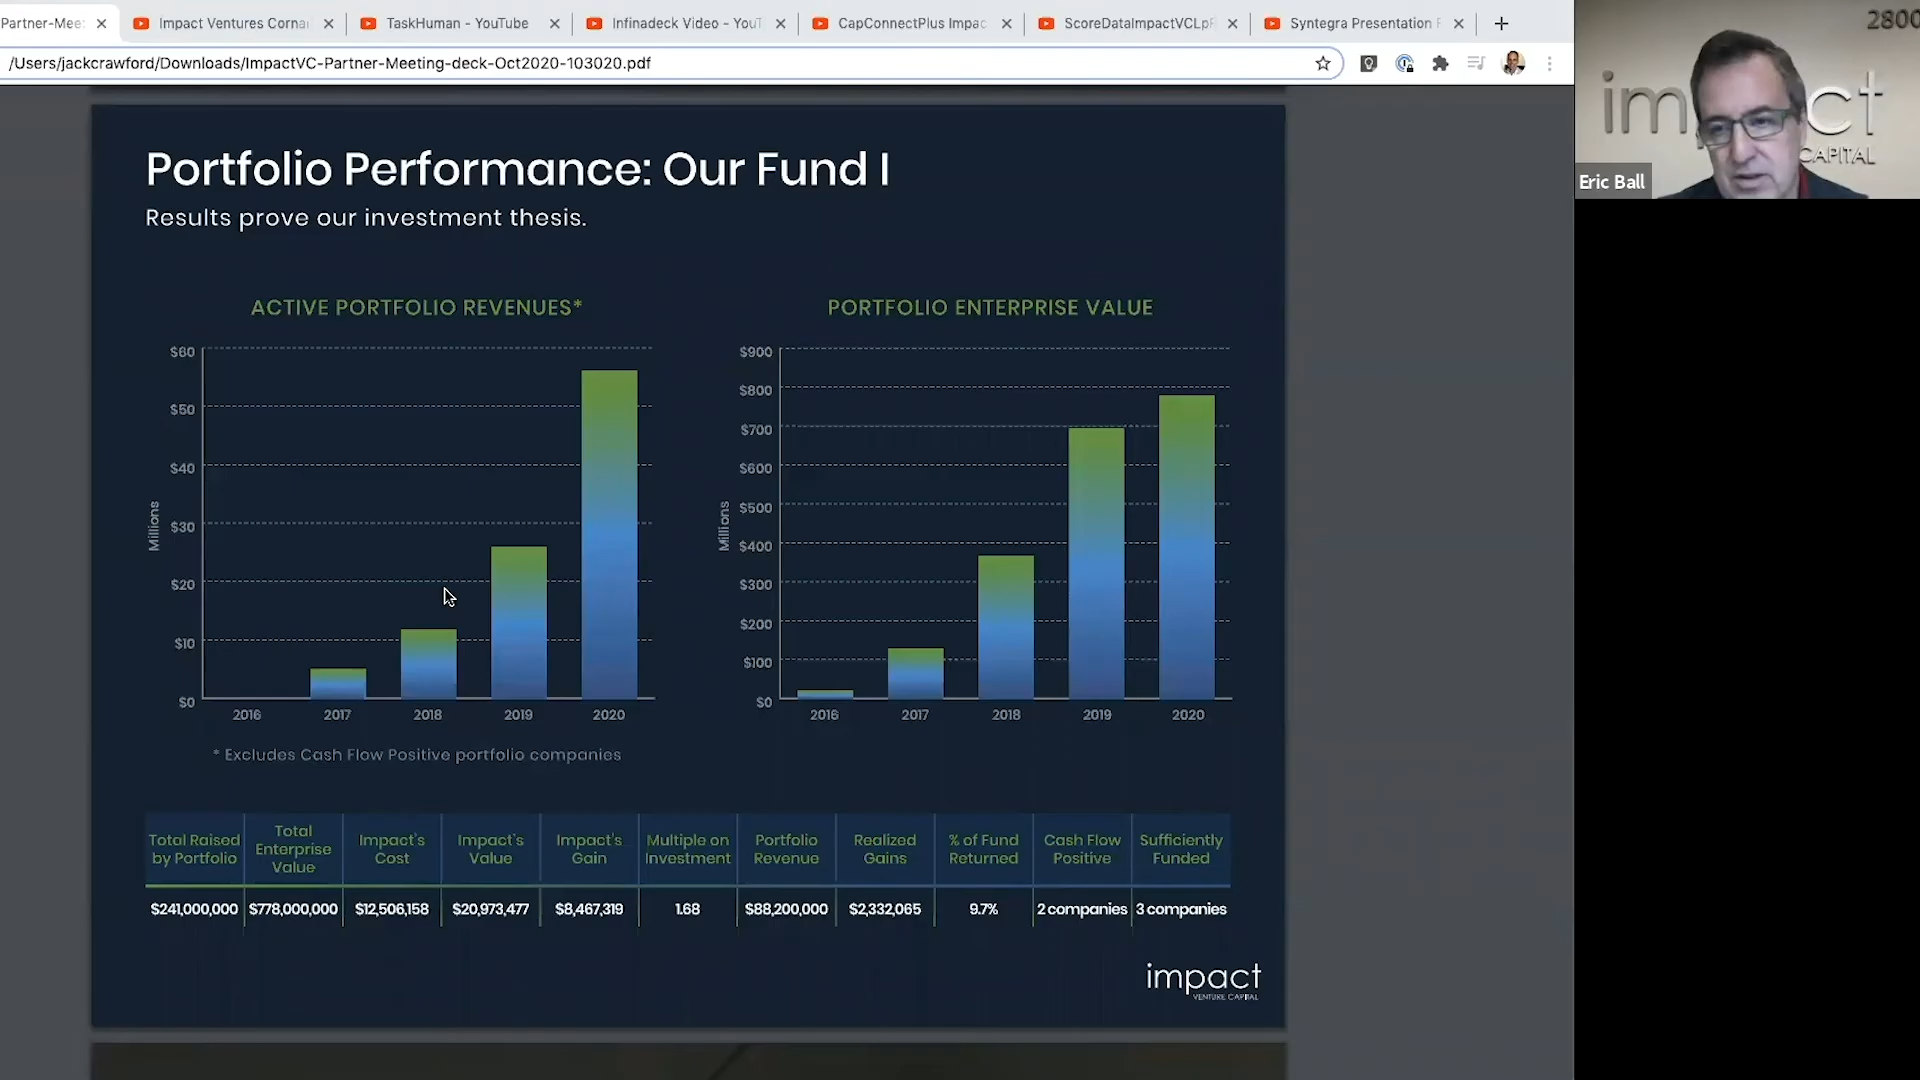 Partner-Mee
Impact Ventures Corna
TaskHuman - YouTube
Infinadeck Video - YouT
CapConnectPlus Impac
ScoreDataImpactVCLpP
Syntegra Presentation F
/Users/jackcrawford/Downloads/ImpactVC-Partner-Meeting-deck-Oct2020-103020.pdf
2800
im ct
CAPITAL
Eric Ball
Portfolio Performance: Our Fund I
Results prove our investment thesis.
ACTIVE PORTFOLIO REVENUES*
$60
$50
$40
$30
$20
$10
$0
Millions
2016 2017 2018 2019 2020
* Excludes Cash Flow Positive portfolio companies
PORTFOLIO ENTERPRISE VALUE
$900
$800
$700
$600
$500
$400
$300
$200
$100
$0
Millions
2016 2017 2018 2019 2020
Total Raised by Portfolio
Total Enterprise Value
Impact's Cost
Impact's Value
Impact's Gain
Multiple on Investment
Portfolio Revenue
Realized Gains
% of Fund Returned
Cash Flow Positive
Sufficiently Funded
$241,000,000 $778,000,000 $12,506,158 $20,973,477 $8,467,319 1.68 $88,200,000 $2,332,065 9.7% 2 companies 3 companies
impact
VENTURE CAPITAL